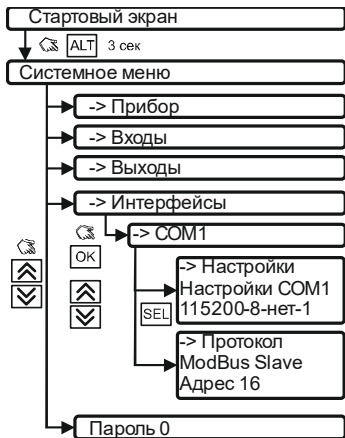 Стартовый экран
ALT 3 сек
Системное меню
-> Прибор
-> Входы
-> Выходы
-> Интерфейсы
-> COM1
OK
-> Настройки
Настройки COM1
115200-8-нет-1
SEL
-> Протокол
ModBus Slave
Адрес 16
Пароль 0